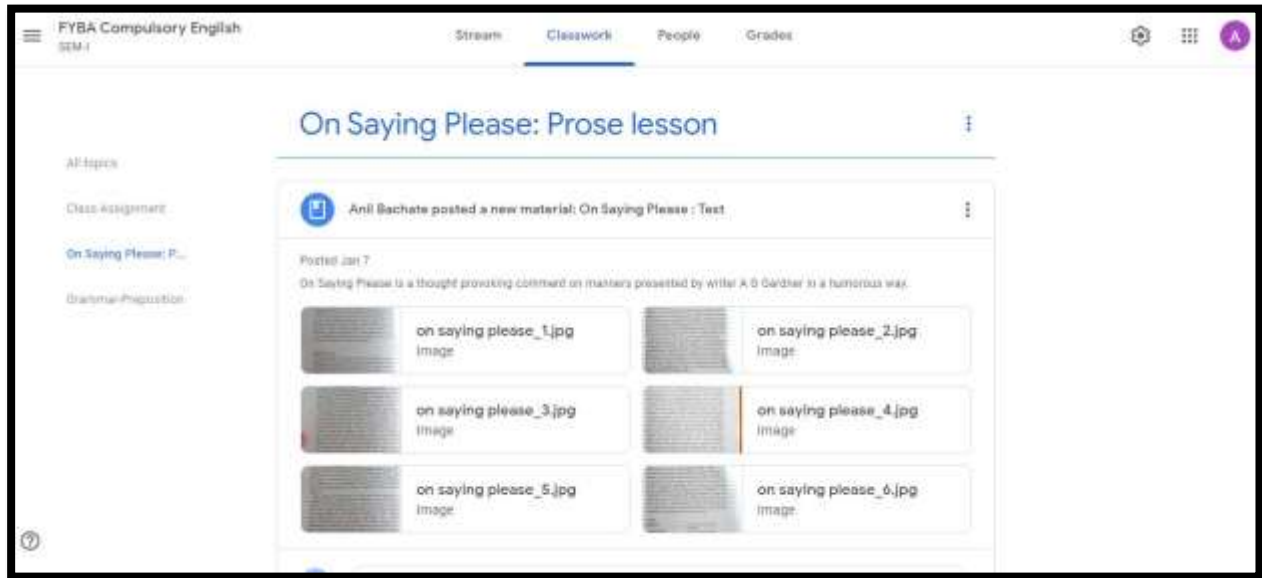 FYBA Compulsory English
SEM-I
Stream Classwork People Grades
A
On Saying Please: Prose lesson
All topics
Class Assignment
On Saying Please: P...
Grammar-Preposition
Anil Bachate posted a new material: On Saying Please : Text
Posted Jan 7
On Saying Please is a thought provoking comment on manners presented by writer A G Gardner in a humorous way.
on saying please_1.jpg
Image
on saying please_2.jpg
Image
on saying please_3.jpg
Image
on saying please_4.jpg
Image
on saying please_5.jpg
Image
on saying please_6.jpg
Image